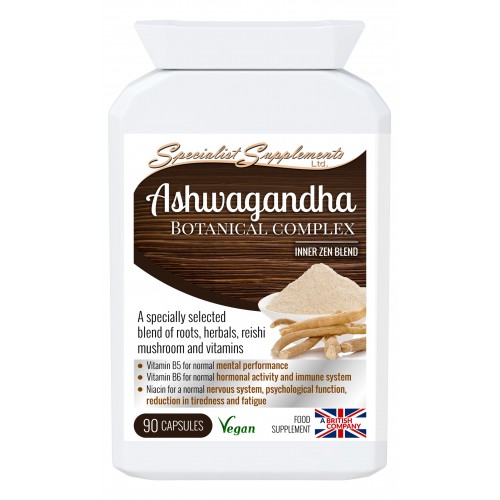 Specialist Supplements
Ltd.
Ashwagandha
BOTANICAL COMPLEX
INNER ZEN BLEND
A specially selected
blend of roots, herbals, reishi
mushroom and vitamins
• Vitamin B5 for normal mental performance
• Vitamin B6 for normal hormonal activity and immune system
• Niacin for a normal nervous system, psychological function,
reduction in tiredness and fatigue
90 CAPSULES
Vegan
FOOD
SUPPLEMENT
A BRITISH
COMPANY